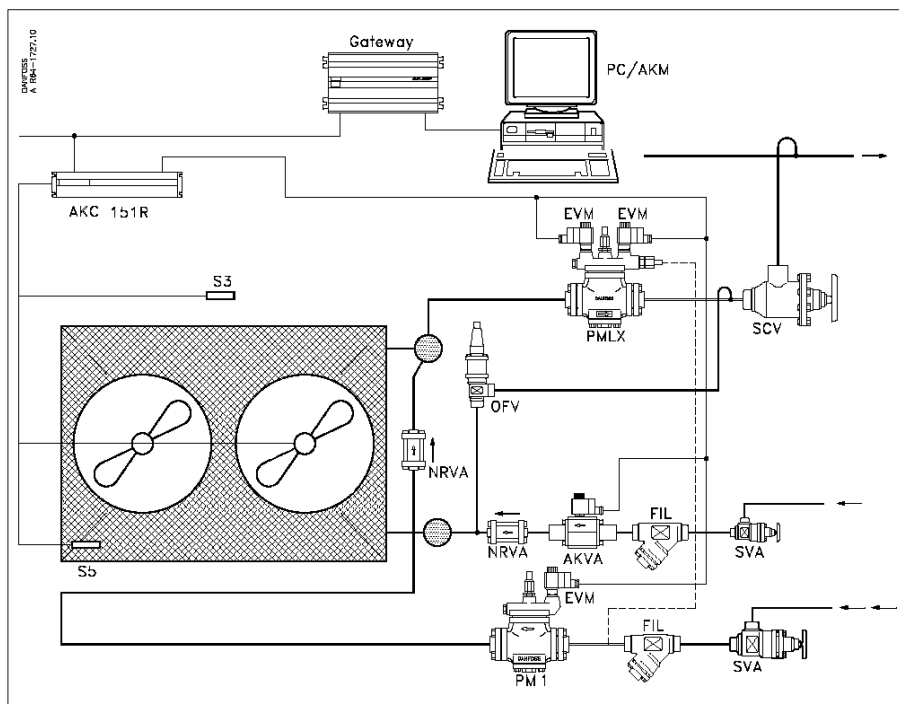 DANFOSS
A R64-1727.10
Gateway
PC/AKM
AKC 151R
EVM EVM
S3
PMLX
SCV
OFV
NRVA
FIL
NRVA
AKVA
SVA
S5
EVM
FIL
DANFOSS
PM 1
SVA